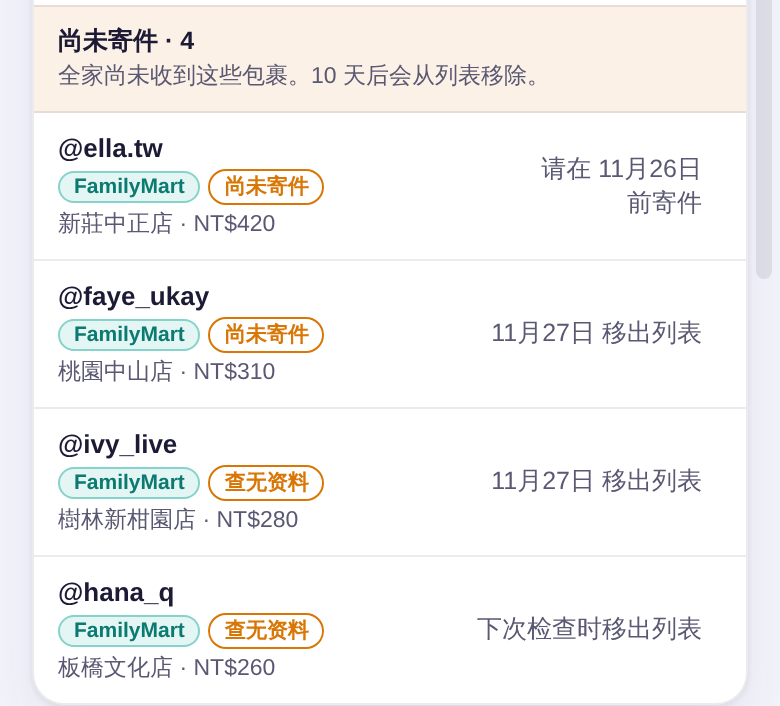 尚未寄件 · 4
全家尚未收到这些包裹。10 天后会从列表移除。
@ella.tw
FamilyMart 尚未寄件
新莊中正店 · NT$420
请在 11月26日
前寄件
@faye_ukay
FamilyMart 尚未寄件
桃園中山店 · NT$310
11月27日 移出列表
@ivy_live
FamilyMart 查无资料
樹林新柑園店 · NT$280
11月27日 移出列表
@hana_q
FamilyMart 查无资料
板橋文化店 · NT$260
下次检查时移出列表